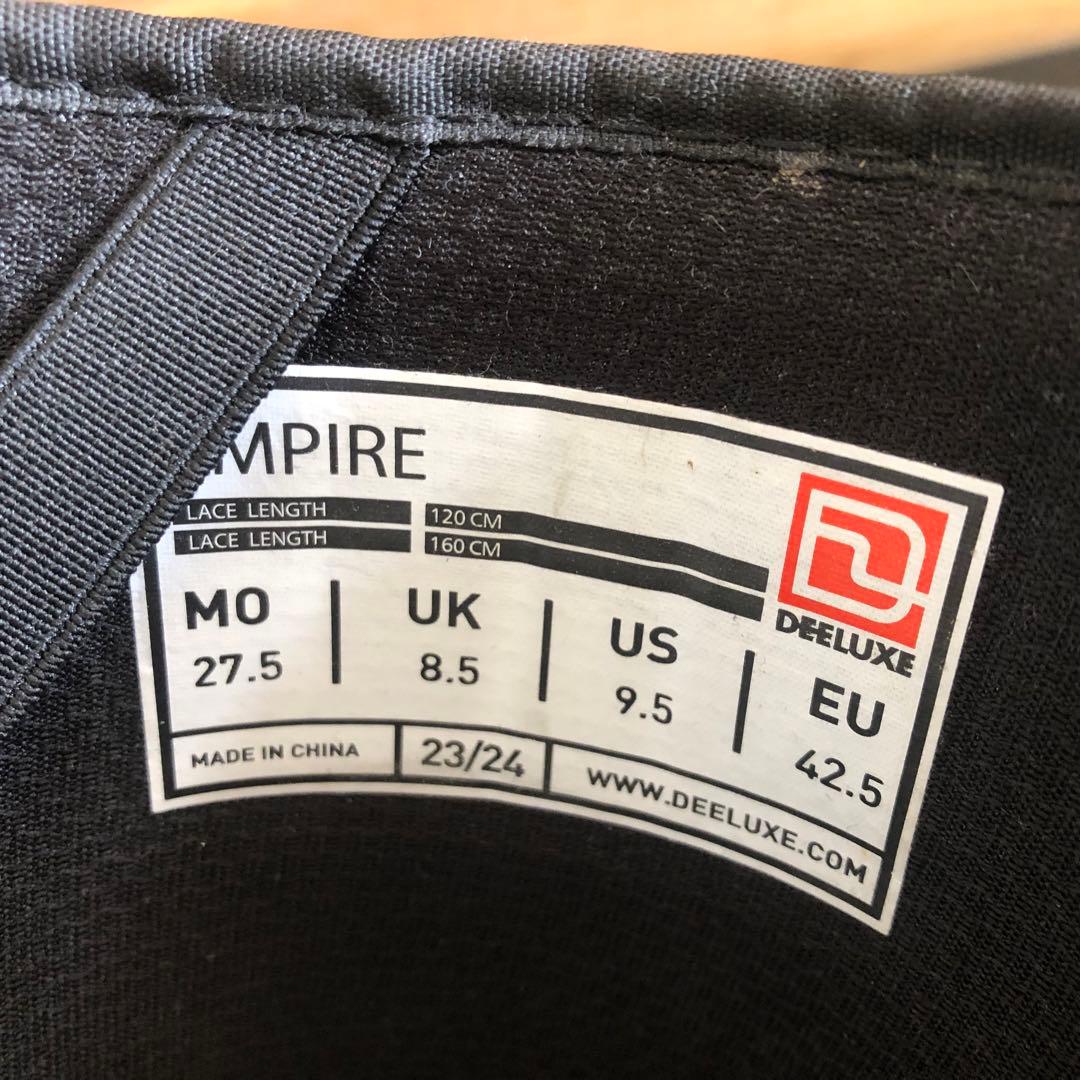 MPIRE
LACE LENGTH 120 CM
LACE LENGTH 160 CM
DEELUXE
MO UK US EU
27.5 8.5 9.5 42.5
MADE IN CHINA 23/24 WWW.DEELUXE.COM